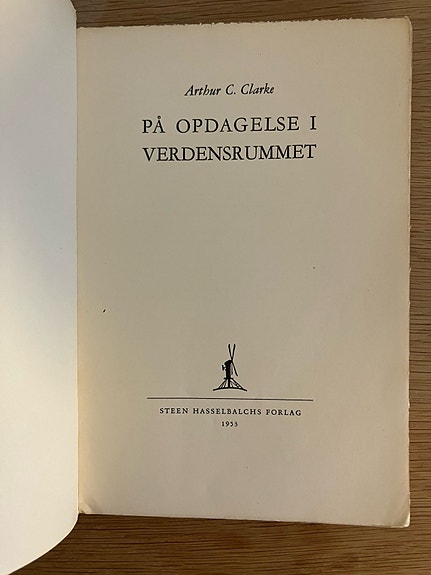 Arthur C. Clarke
PÅ OPDAGELSE I
VERDENSRUMMET
STEEN HASSELBALCHS FORLAG
1953